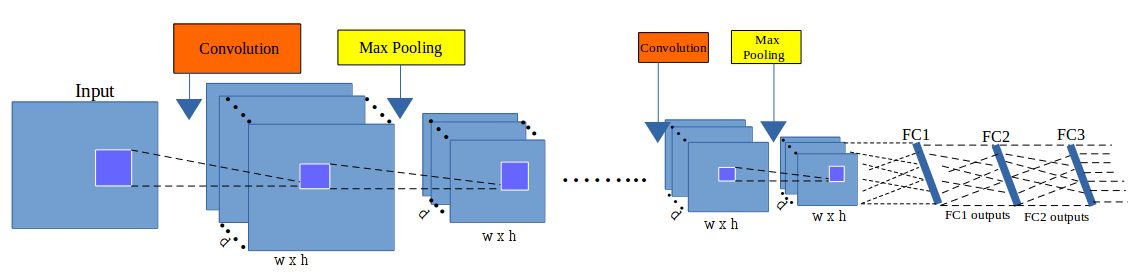 Input
Convolution
Max Pooling
d
w x h
d
w x h
Convolution
Max
Pooling
d
w x h
d
w x h
FC1
FC2
FC3
FC1 outputs
FC2 outputs